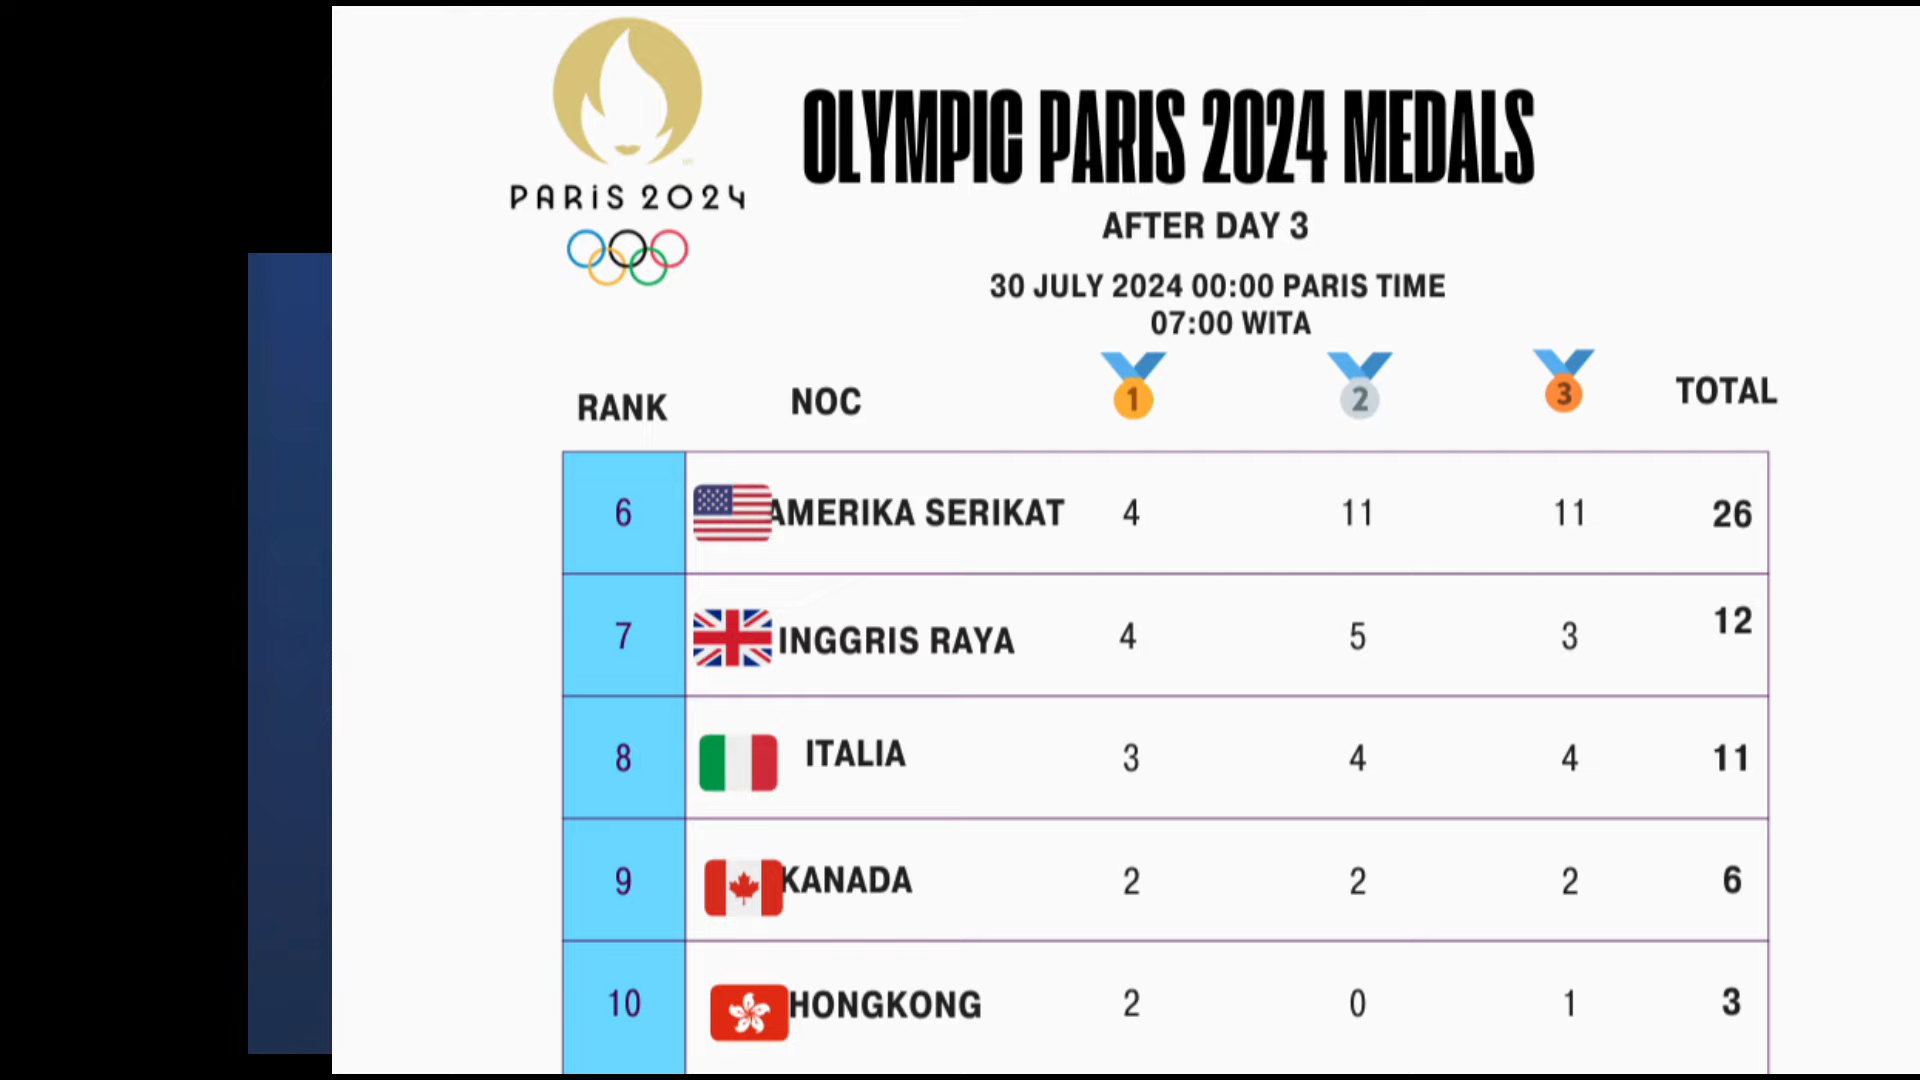 PARIS 2024
OLYMPIC PARIS 2024 MEDALS
AFTER DAY 3
30 JULY 2024 00:00 PARIS TIME
07:00 WITA
RANK NOC 1 2 3 TOTAL
6 AMERIKA SERIKAT 4 11 11 26
7 INGGRIS RAYA 4 5 3 12
8 ITALIA 3 4 4 11
9 KANADA 2 2 2 6
10 HONGKONG 2 0 1 3